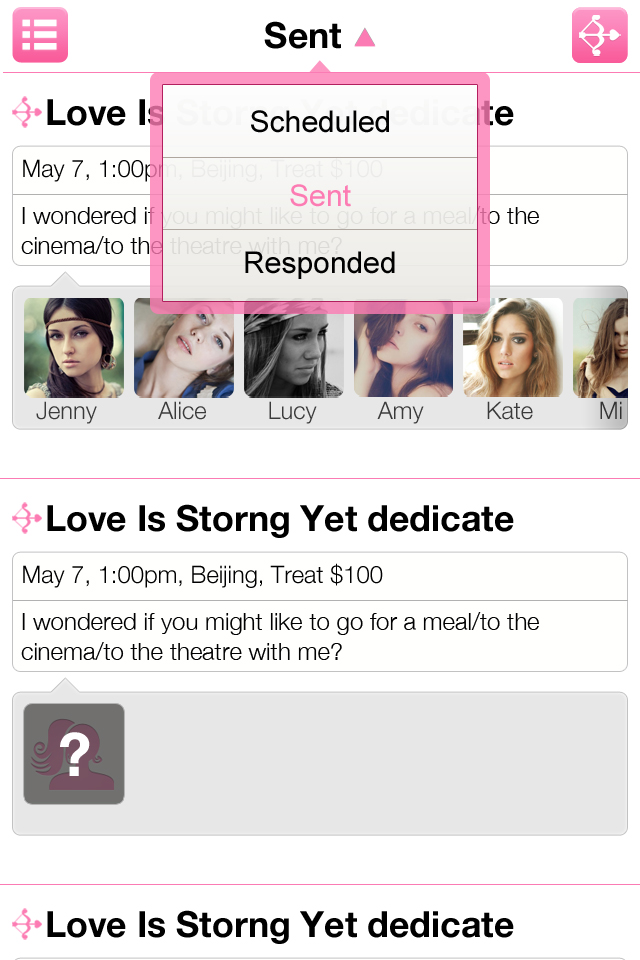 Sent
Scheduled
Sent
Responded
Love Is Storng Yet dedicate
May 7, 1:00pm, Beijing, Treat $100
I wondered if you might like to go for a meal/to the
cinema/to the theatre with me?
Jenny
Alice
Lucy
Amy
Kate
Mi
Love Is Storng Yet dedicate
May 7, 1:00pm, Beijing, Treat $100
I wondered if you might like to go for a meal/to the
cinema/to the theatre with me?
?
Love Is Storng Yet dedicate